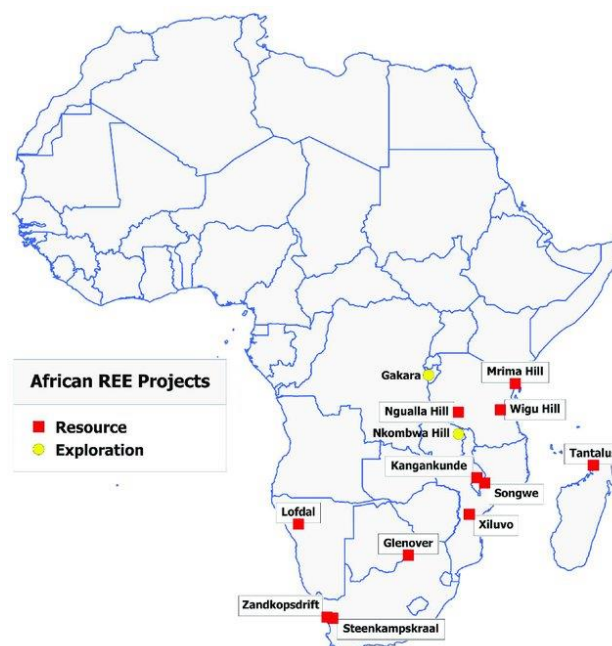 African REE Projects
Resource
Exploration
Gakara
Mrima Hill
Ngualla Hill
Wigu Hill
Nkombwa Hill
Kangankunde
Tantalus
Songwe
Xiluvo
Lofdal
Glenover
Zandkopsdrift
Steenkampskraal